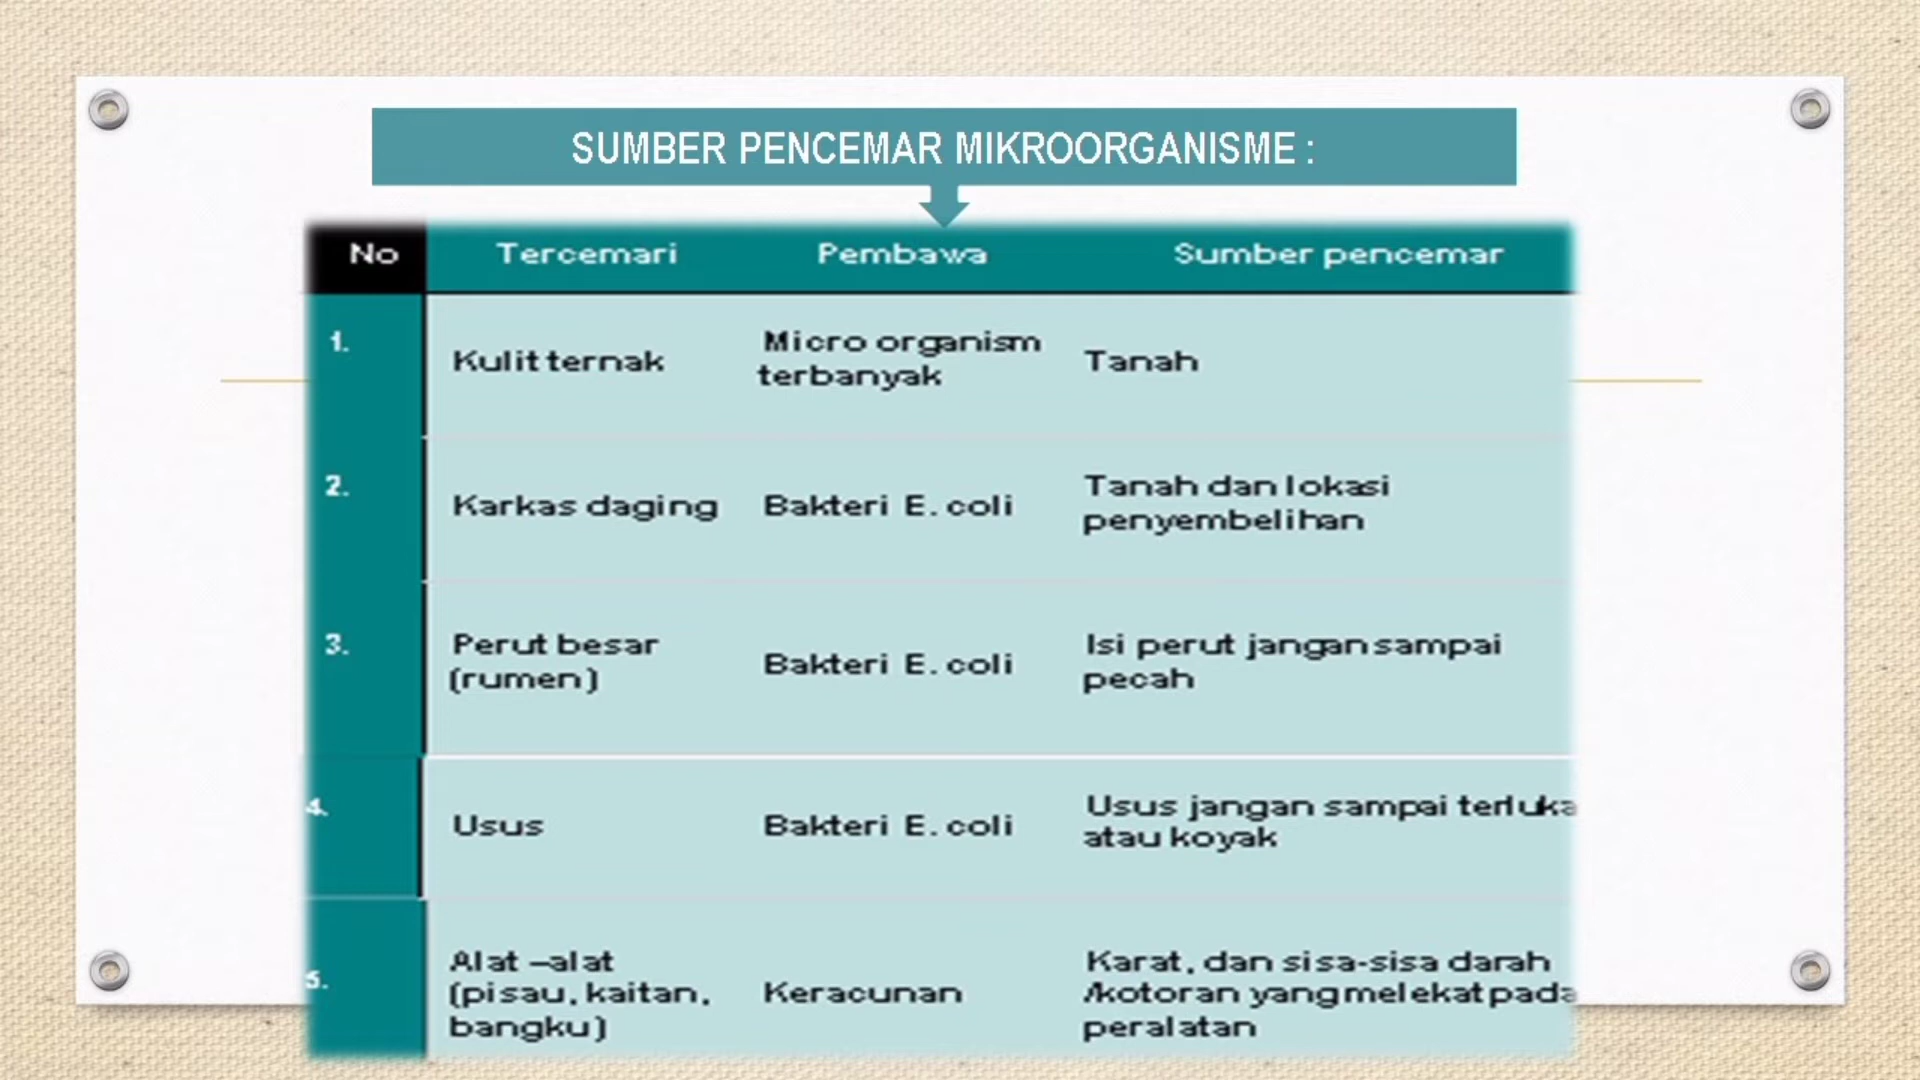 SUMBER PENCEMAR MIKROORGANISME :
No Tercemari Pembawa Sumber pencemar
1. Kulit ternak Micro organism terbanyak Tanah
2. Karkas daging Bakteri E. coli Tanah dan lokasi penyembelihan
3. Perut besar (rumen) Bakteri E. coli Isi perut jangan sampai pecah
4. Usus Bakteri E. coli Usus jangan sampai terluka atau koyak
5. Alat –alat (pisau, kaitan, bangku) Keracunan Karat, dan sisa-sisa darah /kotoran yang melekat pada peralatan